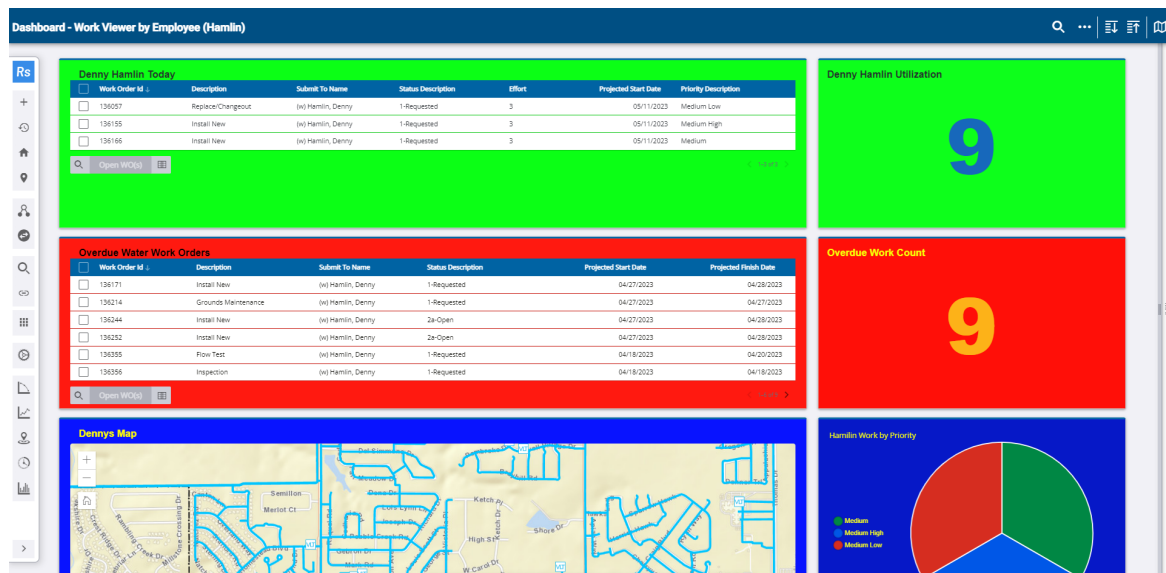 Dashboard - Work Viewer by Employee (Hamlin)
Rs
Denny Hamlin Today
Work Order Id ↓ Description Submit To Name Status Description Effort Projected Start Date Priority Description
136057 Replace/Changeout (w) Hamlin, Denny 1-Requested 3 05/11/2023 Medium Low
136155 Install New (w) Hamlin, Denny 1-Requested 3 05/11/2023 Medium High
136166 Install New (w) Hamlin, Denny 1-Requested 3 05/11/2023 Medium
Open WO(s)
Denny Hamlin Utilization
9
Overdue Water Work Orders
Work Order Id ↓ Description Submit To Name Status Description Projected Start Date Projected Finish Date
136171 Install New (w) Hamlin, Denny 1-Requested 04/27/2023 04/28/2023
136214 Grounds Maintenance (w) Hamlin, Denny 1-Requested 04/27/2023 04/27/2023
136244 Install New (w) Hamlin, Denny 2a-Open 04/27/2023 04/28/2023
136252 Install New (w) Hamlin, Denny 2a-Open 04/27/2023 04/28/2023
136355 Flow Test (w) Hamlin, Denny 1-Requested 04/18/2023 04/20/2023
136356 Inspection (w) Hamlin, Denny 1-Requested 04/18/2023 04/18/2023
Open WO(s)
Overdue Work Count
9
Dennys Map
Semillon
Merlot Ct
Ketch Pl
Ketch Dr
Shore Dr
High St
Gebron Dr
W Carol Dr
Hamilin Work by Priority
Medium
Medium High
Medium Low